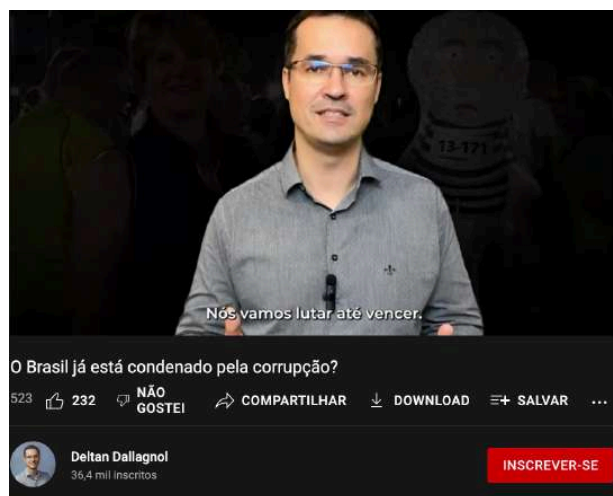 13-171
Nós vamos lutar até vencer.
O Brasil já está condenado pela corrupção?
523 232 NÃO GOSTEI COMPARTILHAR DOWNLOAD SALVAR ...
Deltan Dallagnol
36,4 mil inscritos
INSCREVER-SE